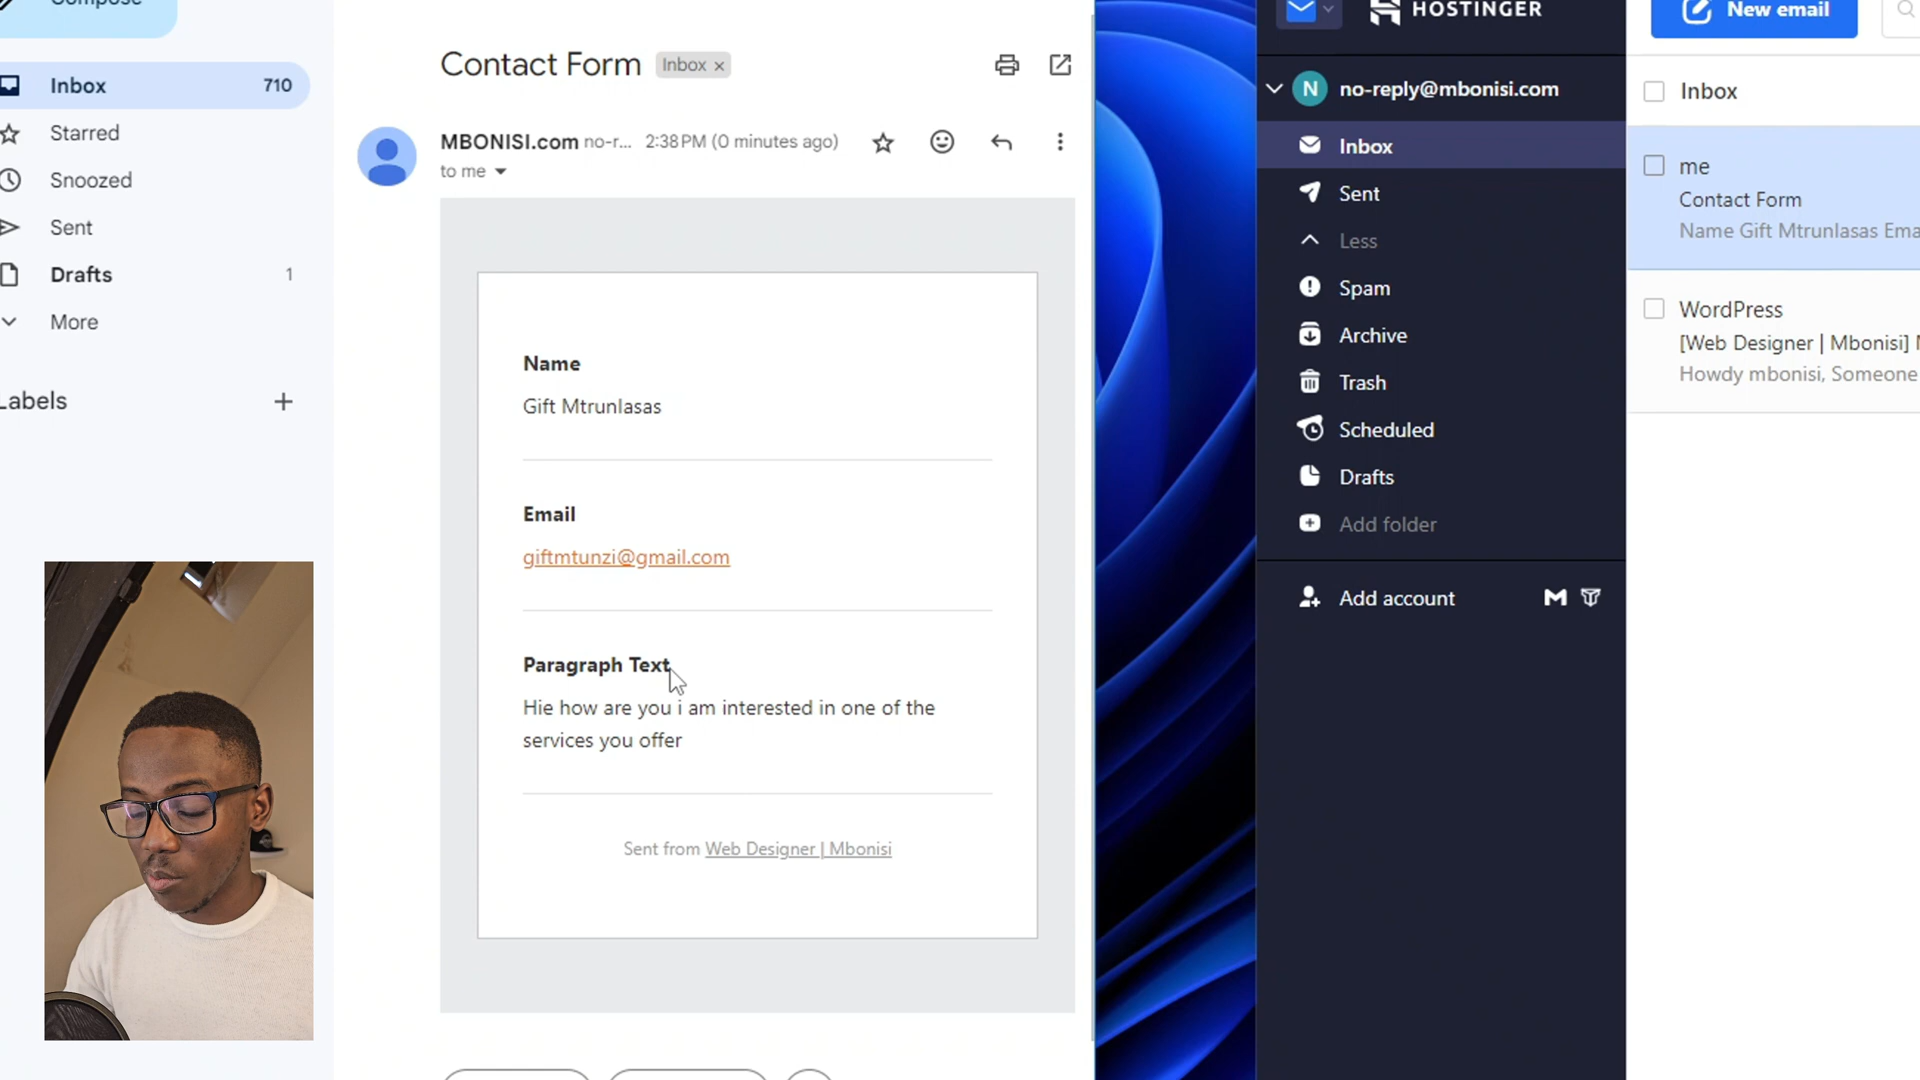 Compose
Inbox 710
Starred
Snoozed
Sent
Drafts 1
More
Labels
Contact Form Inbox ×
MBONISI.com no-r... 2:38 PM (0 minutes ago)
to me
Name
Gift Mtrunlasas
Email
giftmtunzi@gmail.com
Paragraph Text
Hie how are you i am interested in one of the
services you offer
Sent from Web Designer | Mbonisi
HOSTINGER
N no-reply@mbonisi.com
Inbox
Sent
Less
Spam
Archive
Trash
Scheduled
Drafts
Add folder
Add account
New email
Inbox
me
Contact Form
Name Gift Mtrunlasas Ema
WordPress
[Web Designer | Mbonisi]
Howdy mbonisi, Someone